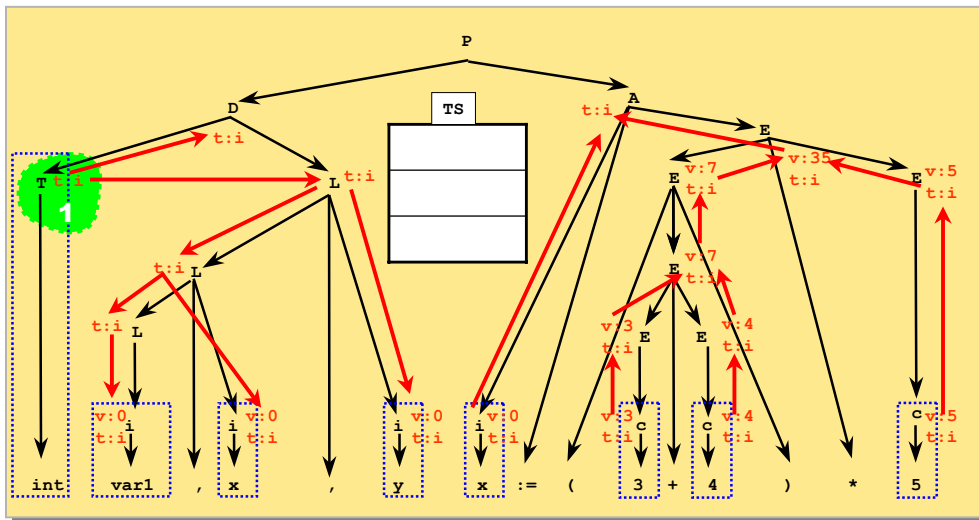 P
D
TS
t:i
A
t:i
E
T
t:i
1
L
t:i
E
v:7
t:i
v:35
t:i
E
v:5
t:i
t:i
L
E
v:7
t:i
t:i
L
v:3
t:i
E
E
v:4
t:i
v:0
t:i
i
i
v:0
t:i
i
v:0
t:i
i
v:0
t:i
v:3
t:i
c
c
v:4
t:i
c
v:5
t:i
int var1 , x , y x := ( 3 + 4 ) * 5